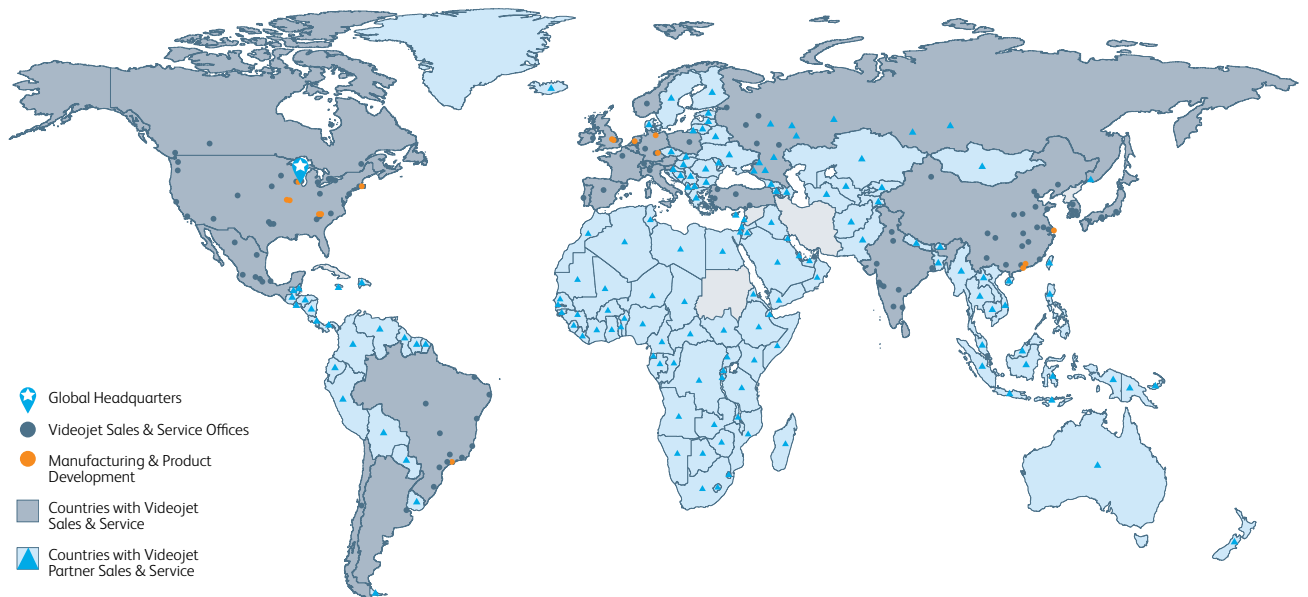 Global Headquarters
Videojet Sales & Service Offices
Manufacturing & Product
Development
Countries with Videojet
Sales & Service
Countries with Videojet
Partner Sales & Service